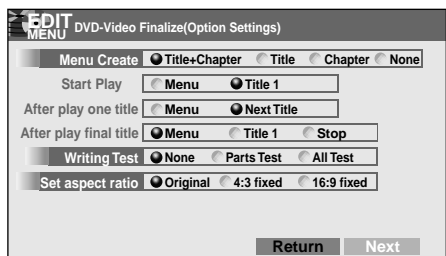 EDIT MENU DVD-Video Finalize(Option Settings)
Menu Create Title+Chapter Title Chapter None
Start Play Menu Title 1
After play one title Menu Next Title
After play final title Menu Title 1 Stop
Writing Test None Parts Test All Test
Set aspect ratio Original 4:3 fixed 16:9 fixed
Return Next